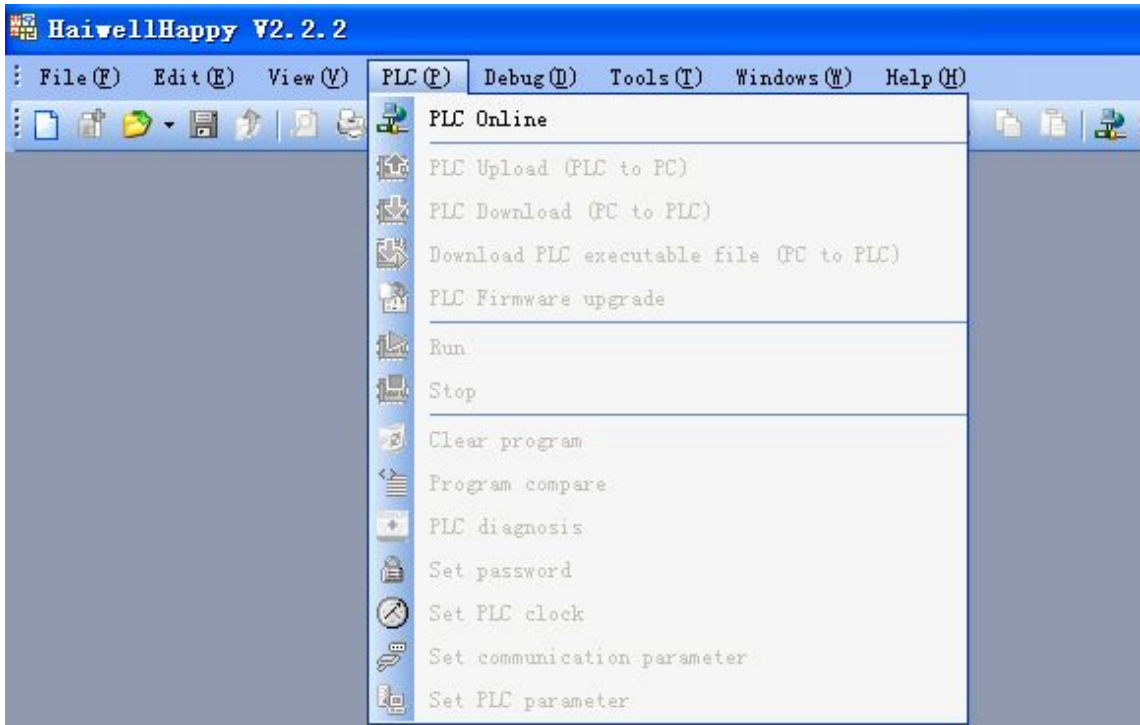 HaiwellHappy V2.2.2
File(F) Edit(E) View(V) PLC(P) Debug(D) Tools(T) Windows(W) Help(H)
PLC Online
PLC Upload (PLC to PC)
PLC Download (PC to PLC)
Download PLC executable file (PC to PLC)
PLC Firmware upgrade
Run
Stop
Clear program
Program compare
PLC diagnosis
Set password
Set PLC clock
Set communication parameter
Set PLC parameter